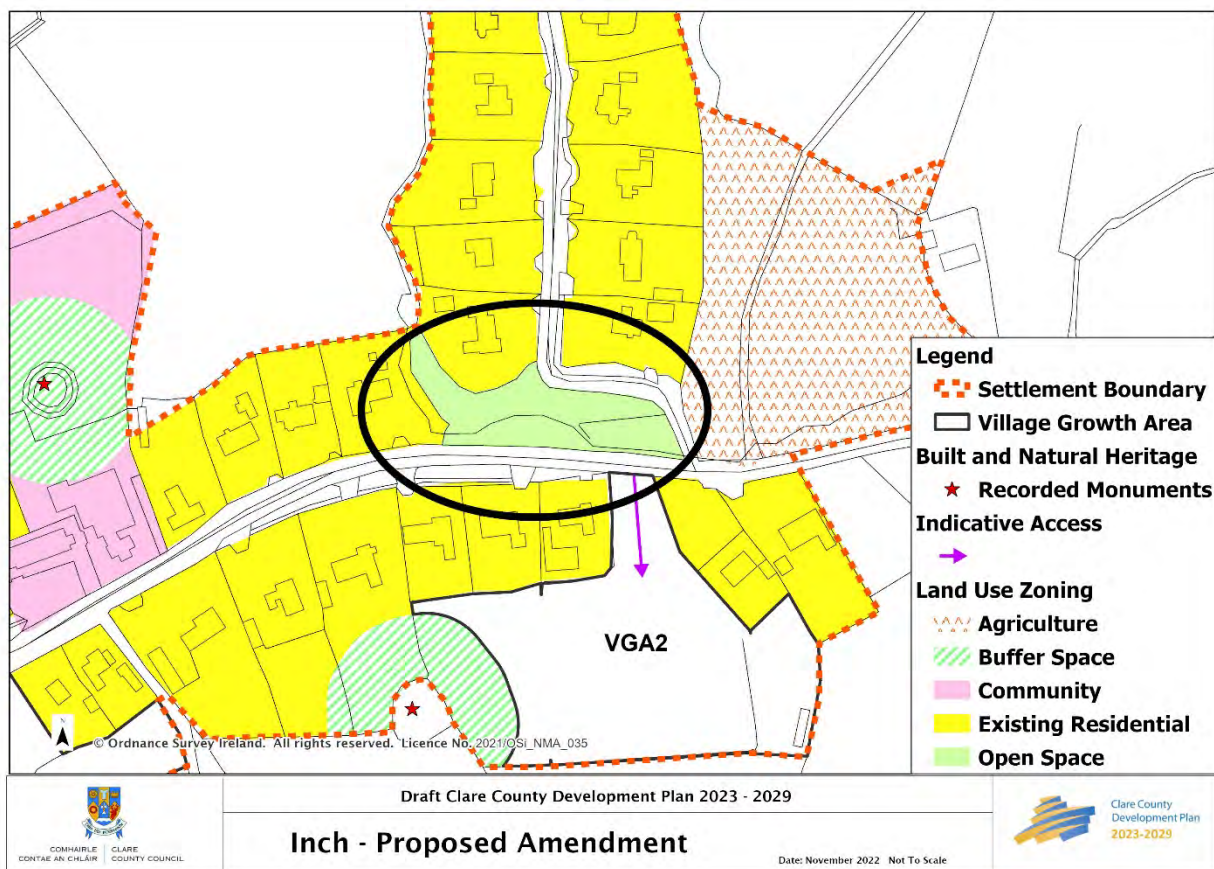 Legend
Settlement Boundary
Village Growth Area
Built and Natural Heritage
Recorded Monuments
Indicative Access
Land Use Zoning
Agriculture
Buffer Space
Community
Existing Residential
Open Space
VGA2
N
© Ordnance Survey Ireland. All rights reserved. Licence No. 2021/OSi_NMA_035
COMHAIRLE CONTAE AN CHLÁIR
CLARE COUNTY COUNCIL
Draft Clare County Development Plan 2023 - 2029
Inch - Proposed Amendment
Date: November 2022 Not To Scale
Clare County
Development Plan
2023-2029